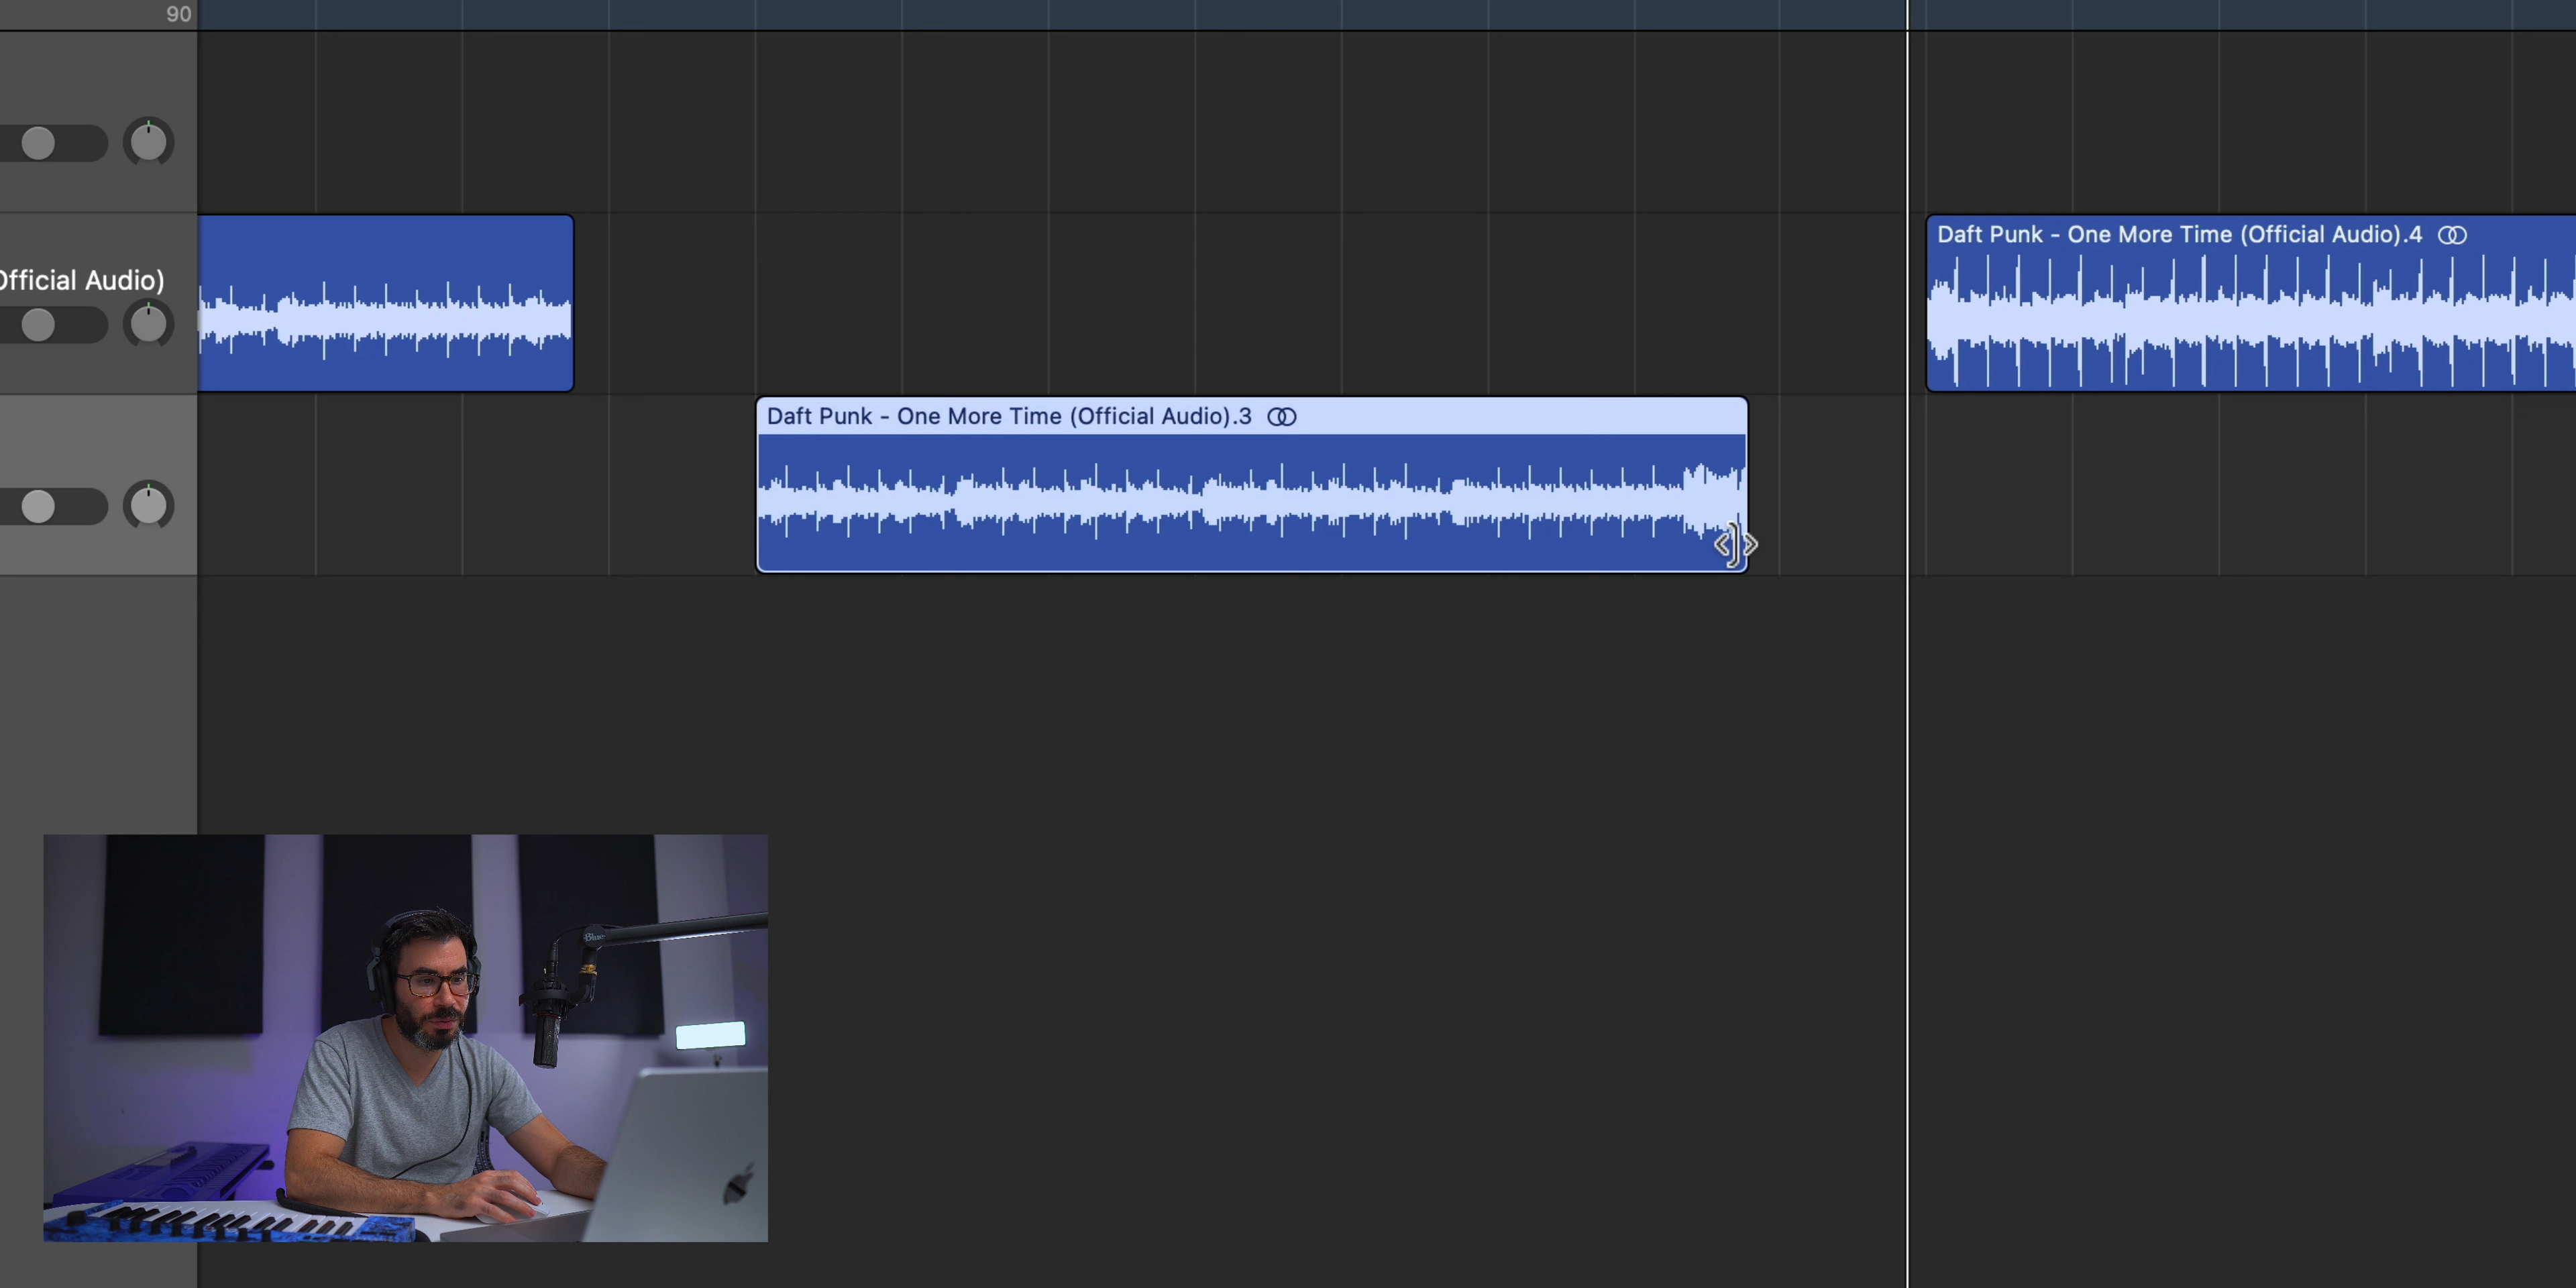 90
Official Audio)
Daft Punk - One More Time (Official Audio).4
Daft Punk - One More Time (Official Audio).3
Blue